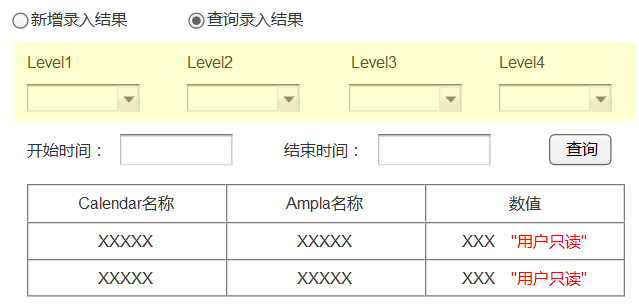 新增录入结果 查询录入结果
Level1 Level2 Level3 Level4
开始时间： 结束时间： 查询
Calendar名称 Ampla名称 数值
XXXXX XXXXX XXX "用户只读"
XXXXX XXXXX XXX "用户只读"